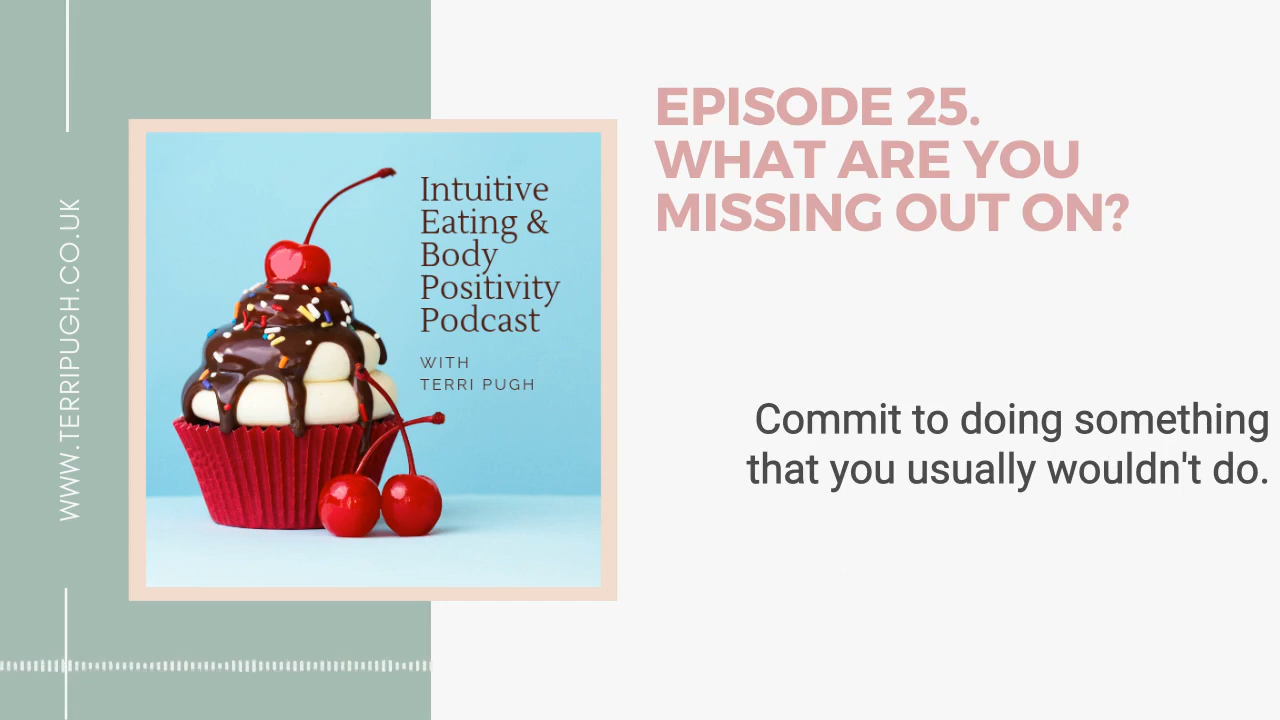 WWW.TERRIPUGH.CO.UK
Intuitive
Eating &
Body
Positivity
Podcast
WITH
TERRI PUGH
EPISODE 25.
WHAT ARE YOU
MISSING OUT ON?
Commit to doing something
that you usually wouldn't do.